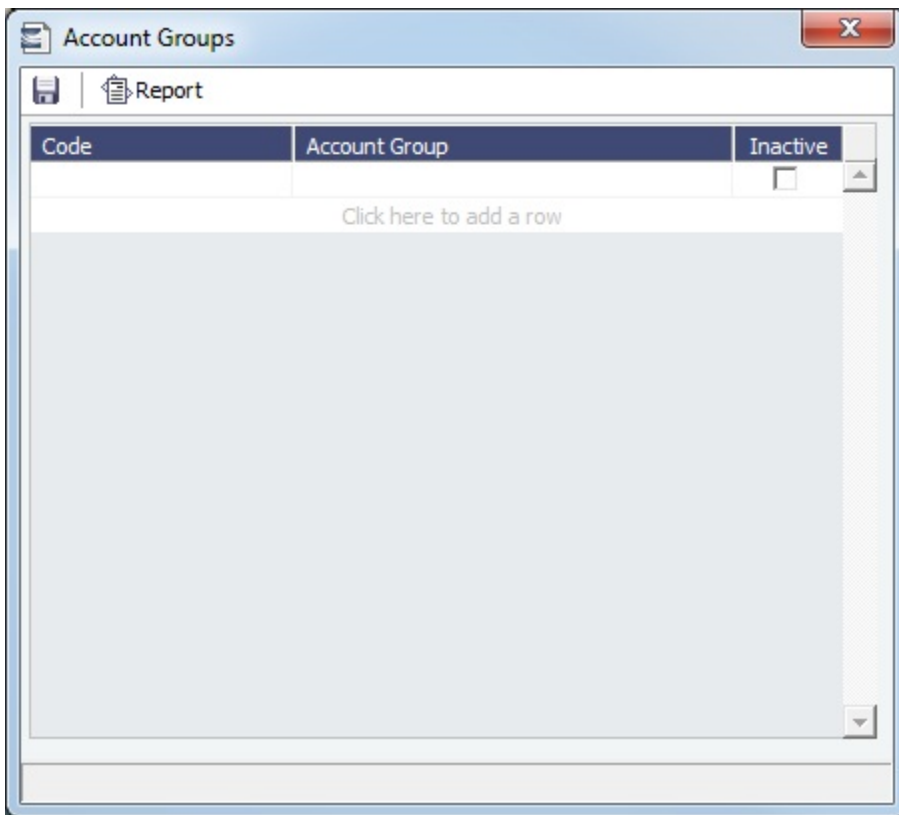 Account Groups
Report
Code Account Group Inactive
Click here to add a row